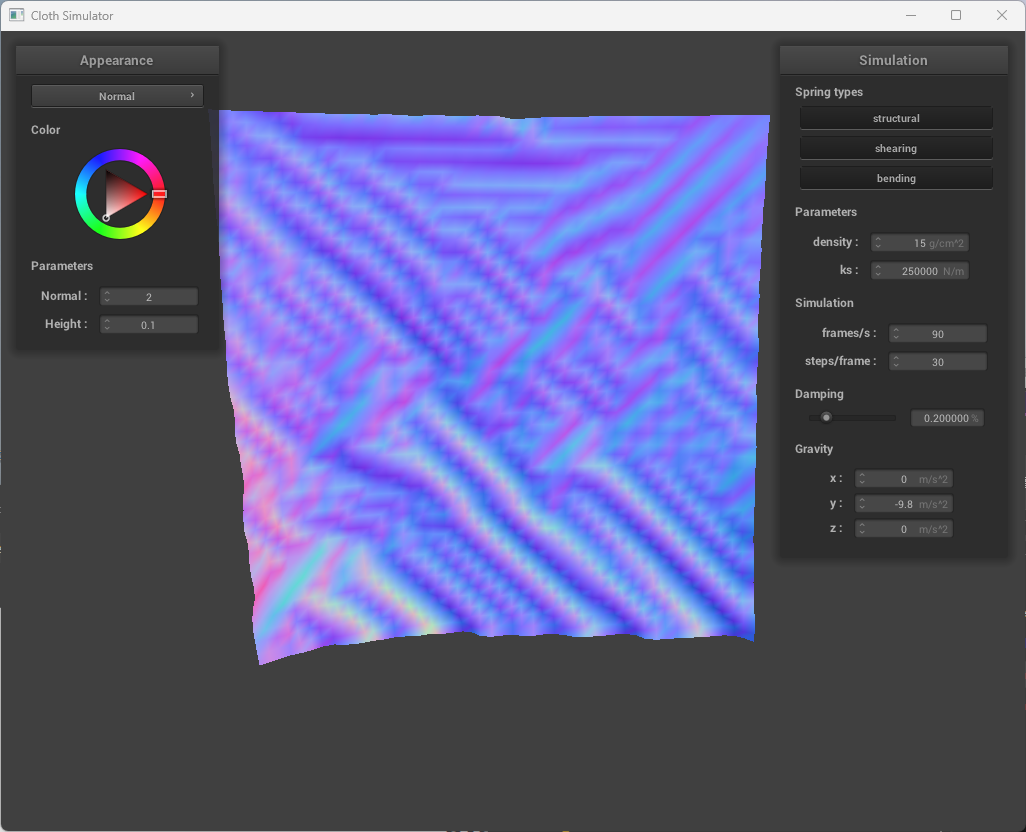 Cloth Simulator
Appearance
Normal
Color
Parameters
Normal : 2
Height : 0.1
Simulation
Spring types
structural
shearing
bending
Parameters
density : 15 g/cm^2
ks : 250000 N/m
Simulation
frames/s : 90
steps/frame : 30
Damping
0.200000 %
Gravity
x : 0 m/s^2
y : -9.8 m/s^2
z : 0 m/s^2